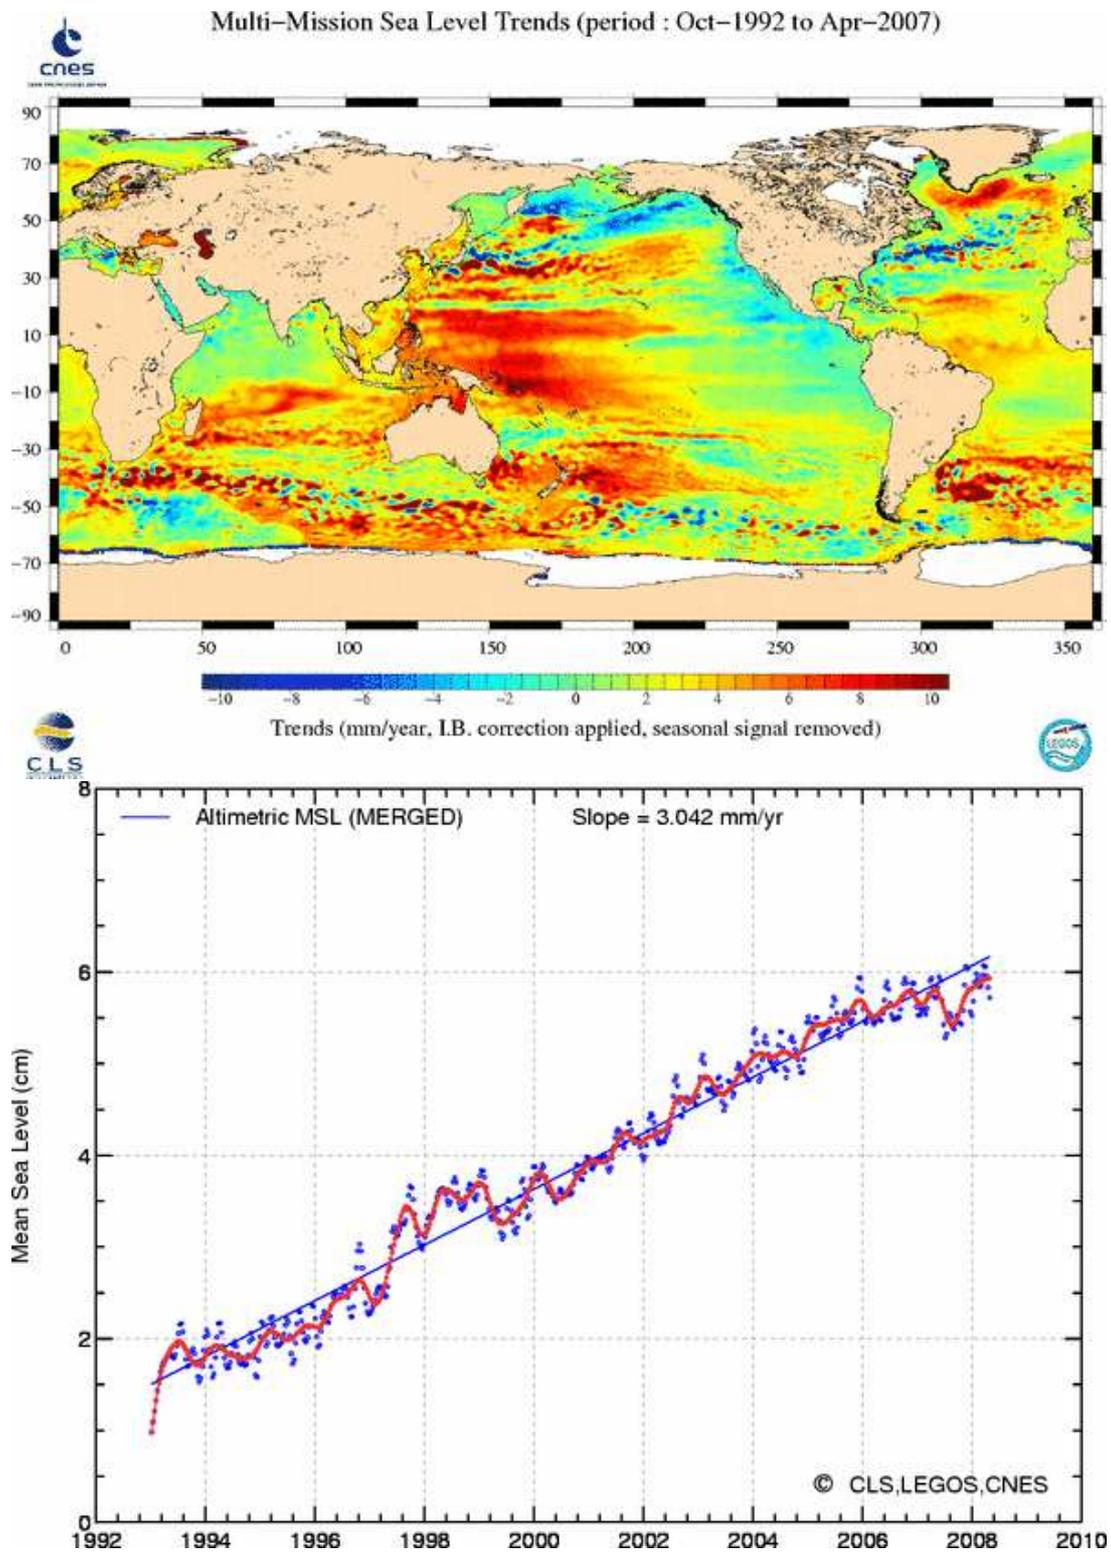 Multi−Mission Sea Level Trends (period : Oct−1992 to Apr−2007)
cnes
90
70
50
30
10
0
−10
−30
−50
−70
−90
0 50 100 150 200 250 300 350
−10 −8 −6 −4 −2 0 2 4 6 8 10
Trends (mm/year, I.B. correction applied, seasonal signal removed)
CLS
LEGOS
8
Altimetric MSL (MERGED) Slope = 3.042 mm/yr
6
Mean Sea Level (cm)
4
2
© CLS,LEGOS,CNES
0
1992 1994 1996 1998 2000 2002 2004 2006 2008 2010